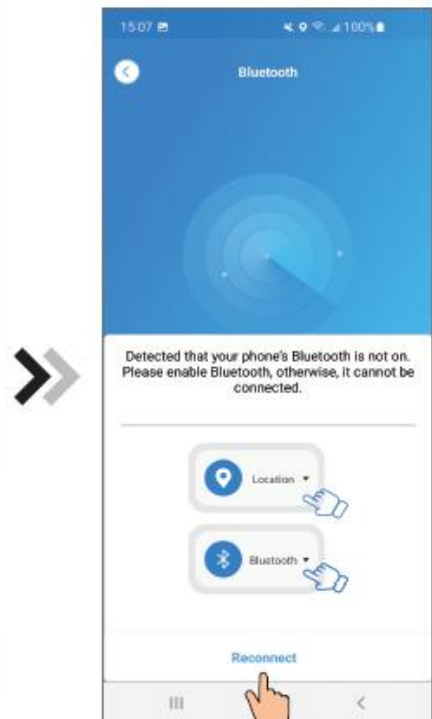 15:07 100%
Bluetooth
Detected that your phone's Bluetooth is not on.
Please enable Bluetooth, otherwise, it cannot be
connected.
Location
Bluetooth
Reconnect